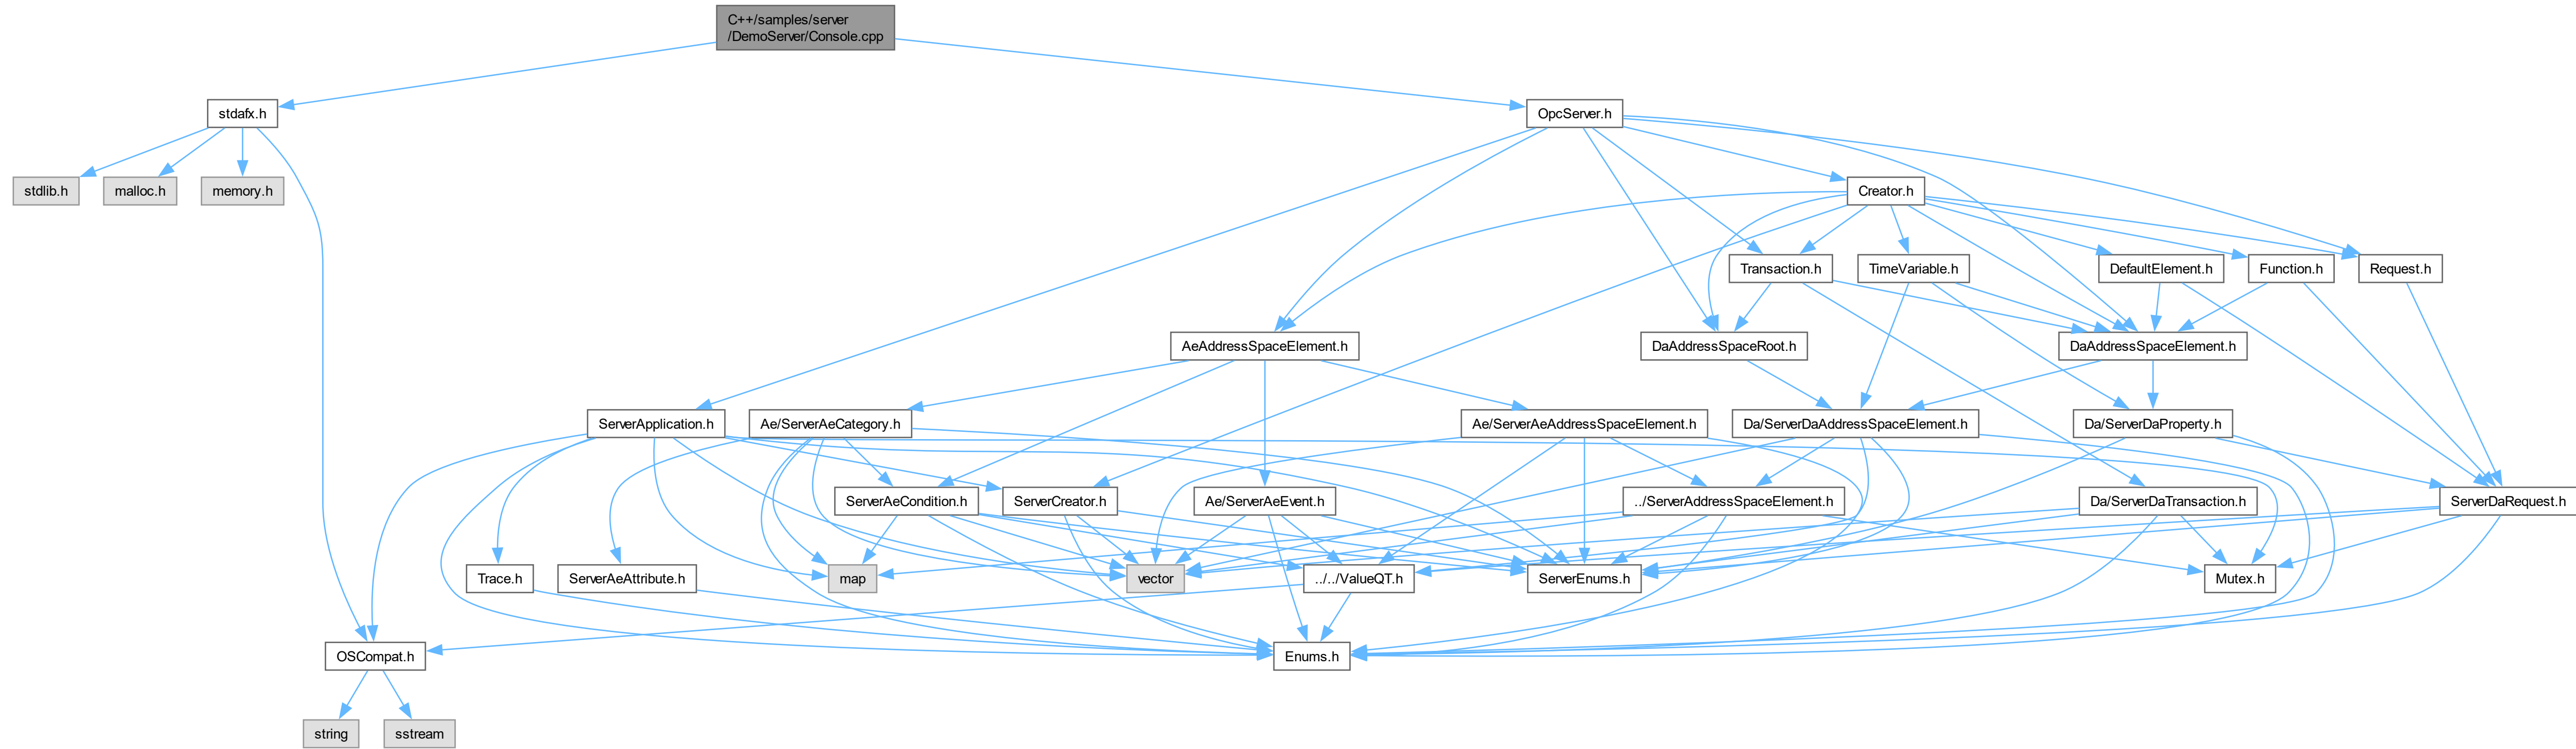 C++/samples/server
/DemoServer/Console.cpp
stdafx.h
OpcServer.h
stdlib.h
malloc.h
memory.h
Creator.h
Transaction.h
TimeVariable.h
DefaultElement.h
Function.h
Request.h
AeAddressSpaceElement.h
DaAddressSpaceRoot.h
DaAddressSpaceElement.h
ServerApplication.h
Ae/ServerAeCategory.h
Ae/ServerAeAddressSpaceElement.h
Da/ServerDaAddressSpaceElement.h
Da/ServerDaProperty.h
ServerAeCondition.h
ServerCreator.h
Ae/ServerAeEvent.h
../ServerAddressSpaceElement.h
Da/ServerDaTransaction.h
ServerDaRequest.h
Trace.h
ServerAeAttribute.h
map
vector
../../ValueQT.h
ServerEnums.h
Mutex.h
OSCompat.h
Enums.h
string
sstream